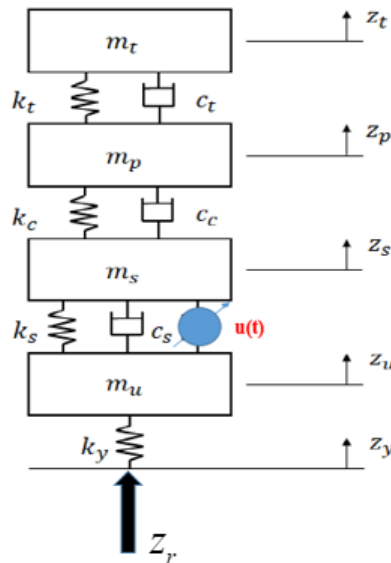 m_t
z_t
k_t c_t
z_p
m_p
k_c c_c
z_s
m_s
k_s c_s u(t)
z_u
m_u
k_y z_y
z_r